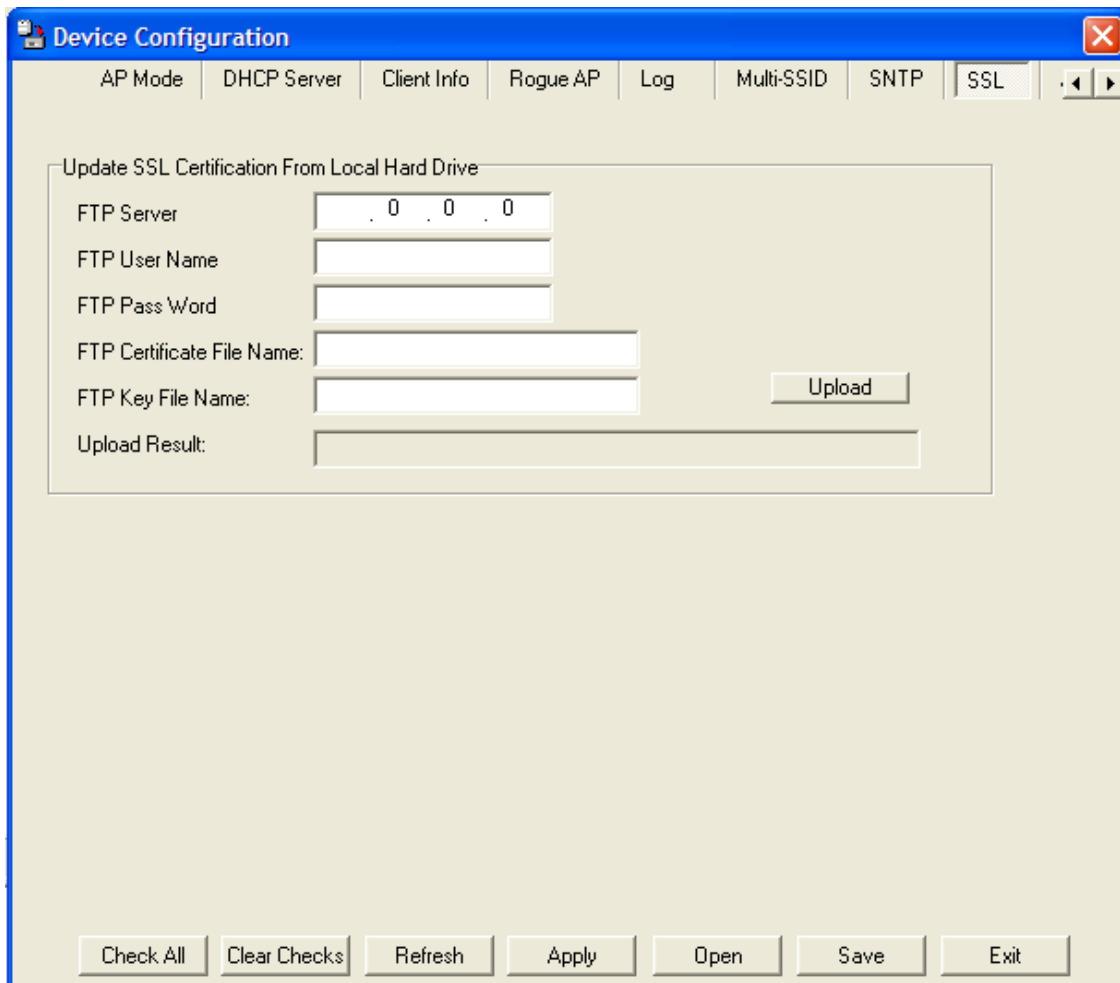 Device Configuration
AP Mode DHCP Server Client Info Rogue AP Log Multi-SSID SNTP SSL
Update SSL Certification From Local Hard Drive
FTP Server . 0 . 0 . 0
FTP User Name
FTP Pass Word
FTP Certificate File Name:
FTP Key File Name:
Upload
Upload Result:
Check All Clear Checks Refresh Apply Open Save Exit